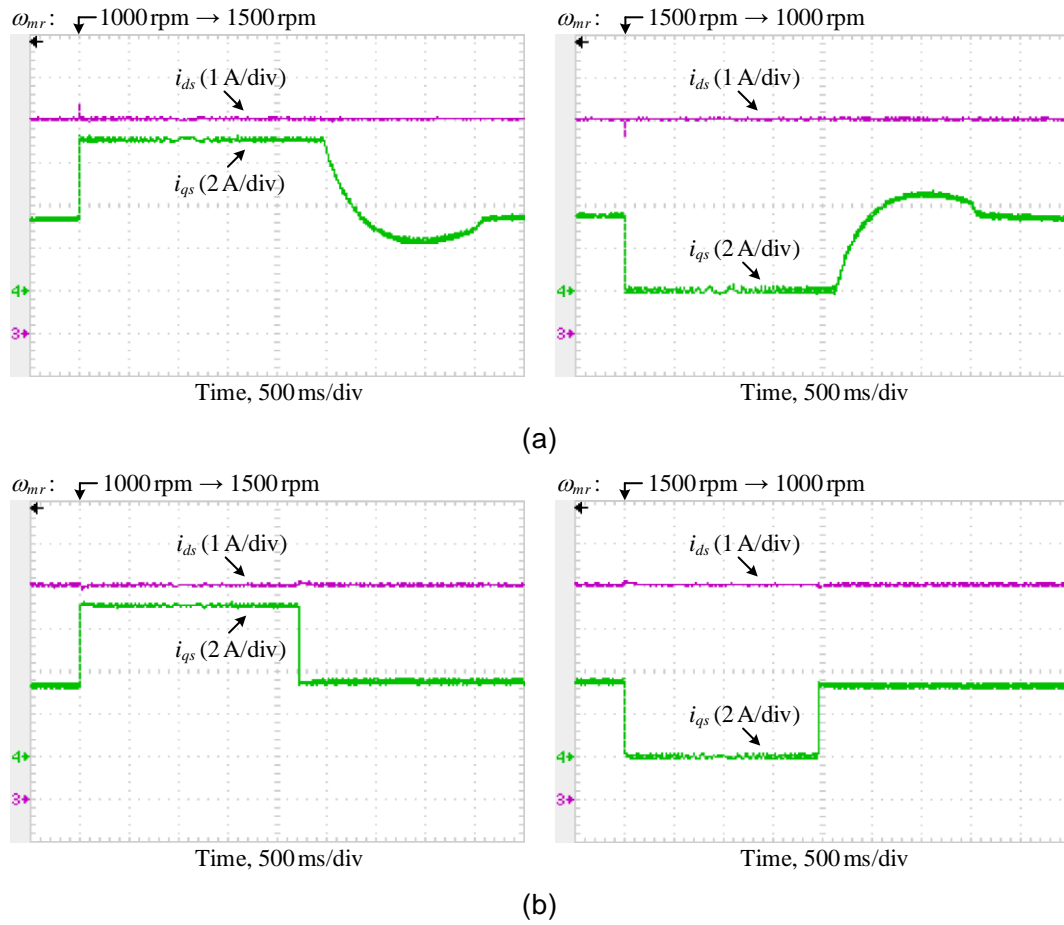 ωmr: 1000 rpm → 1500 rpm
ids (1 A/div)
iqs (2 A/div)
4
3
Time, 500 ms/div
ωmr: 1500 rpm → 1000 rpm
ids (1 A/div)
iqs (2 A/div)
4
3
Time, 500 ms/div
(a)
ωmr: 1000 rpm → 1500 rpm
ids (1 A/div)
iqs (2 A/div)
4
3
Time, 500 ms/div
ωmr: 1500 rpm → 1000 rpm
ids (1 A/div)
iqs (2 A/div)
4
3
Time, 500 ms/div
(b)